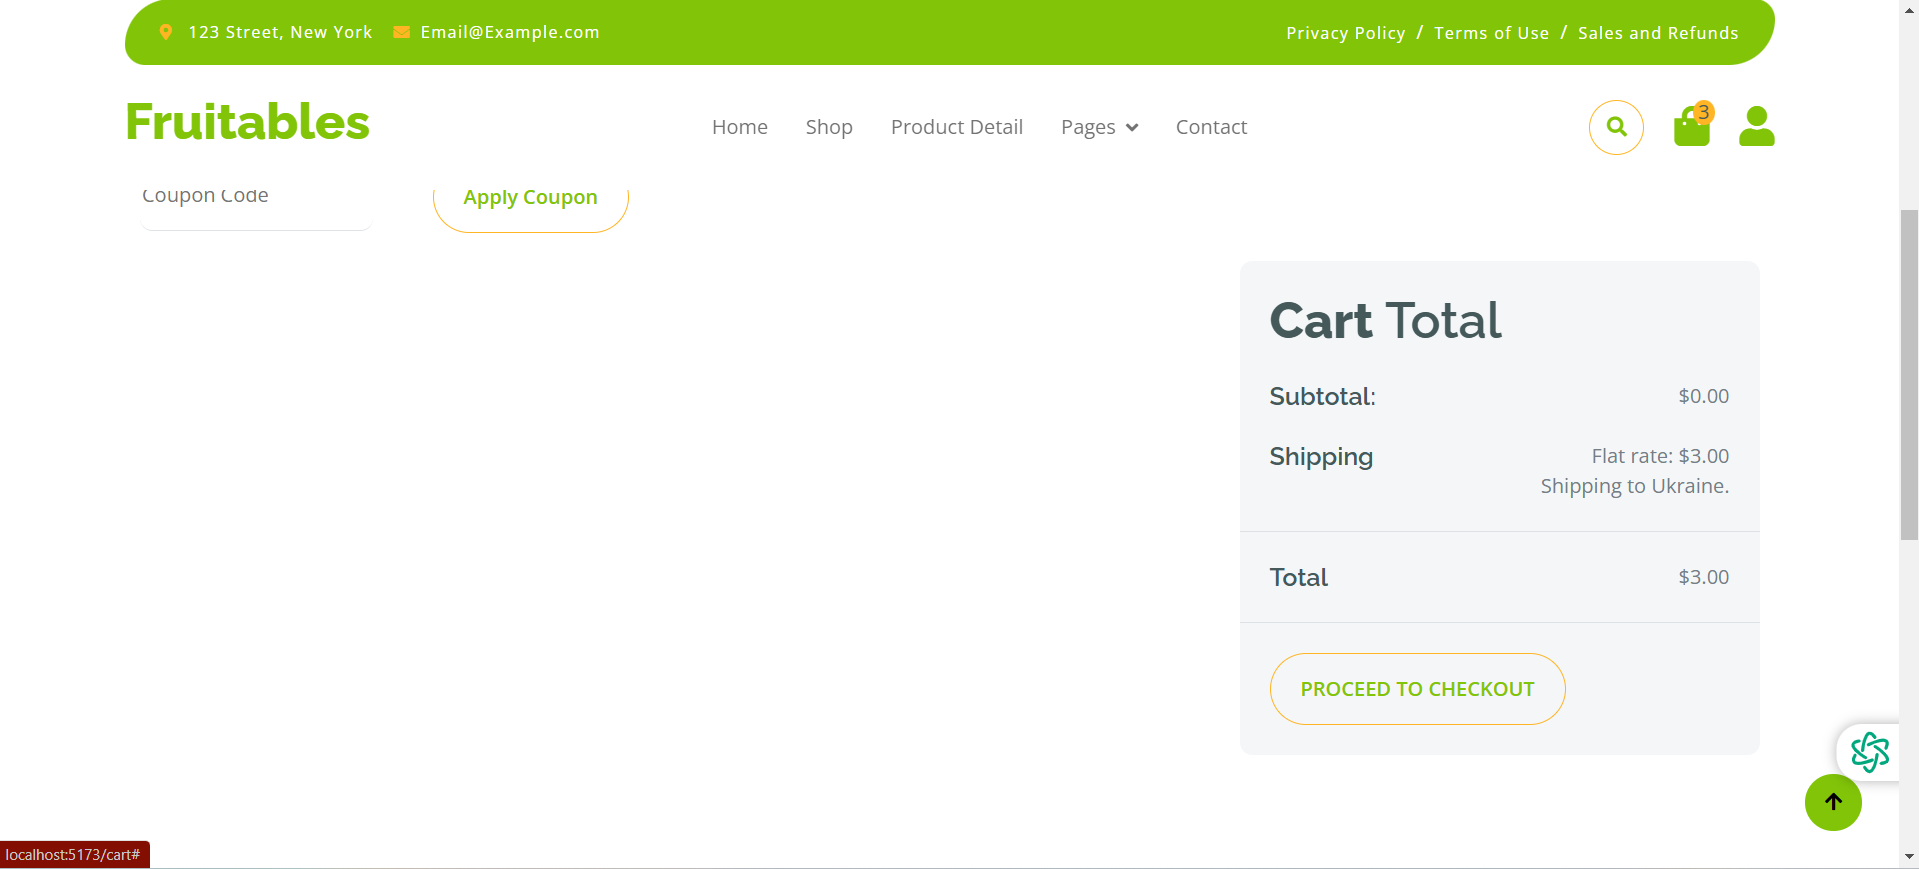 123 Street, New York Email@Example.com Privacy Policy / Terms of Use / Sales and Refunds
Fruitables Home Shop Product Detail Pages Contact 3
Coupon Code Apply Coupon
Cart Total
Subtotal: $0.00
Shipping Flat rate: $3.00
Shipping to Ukraine.
Total $3.00
PROCEED TO CHECKOUT
localhost:5173/cart#